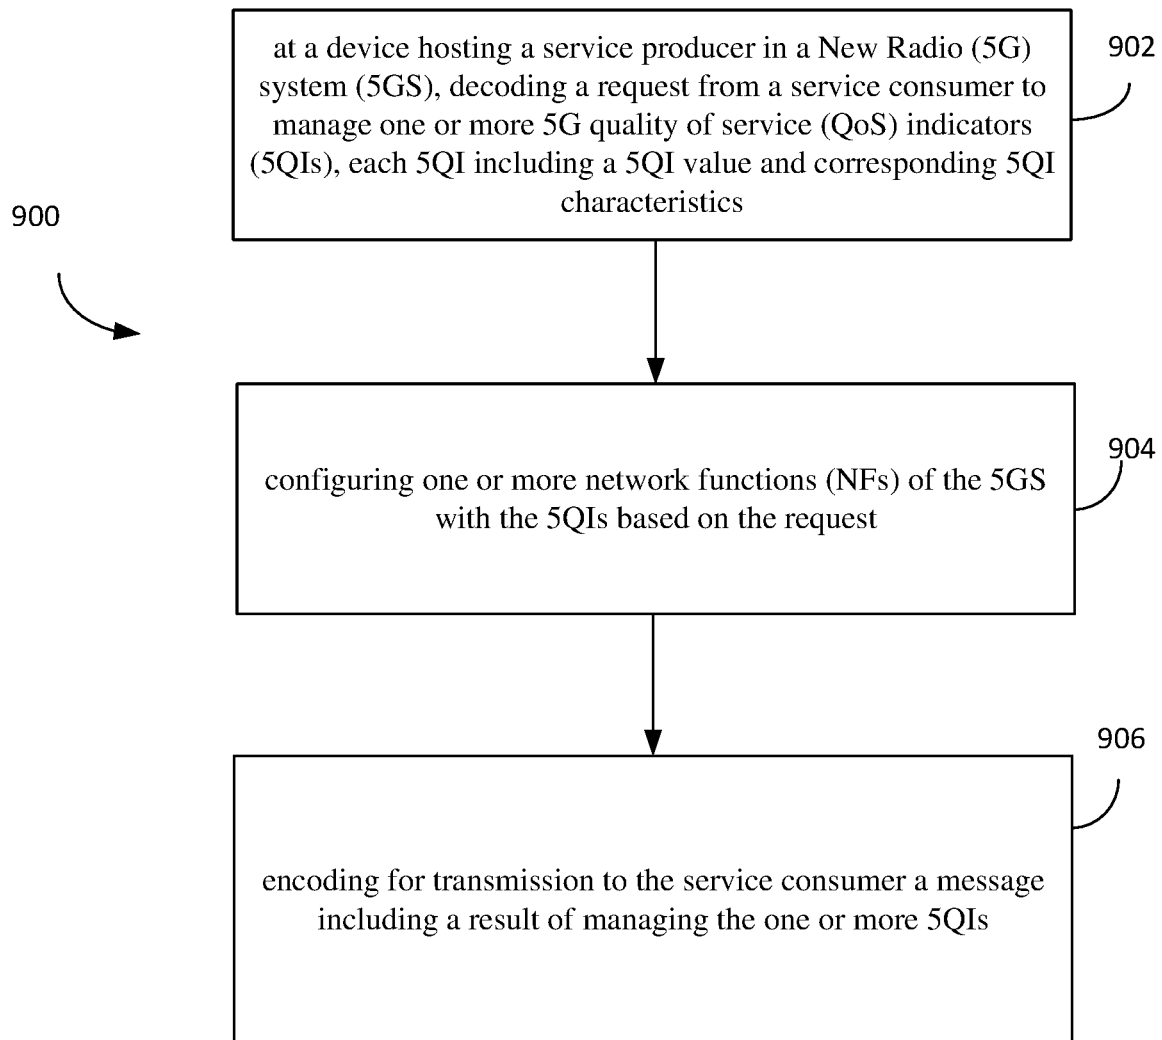 at a device hosting a service producer in a New Radio (5G)
system (5GS), decoding a request from a service consumer to
manage one or more 5G quality of service (QoS) indicators
(5QIs), each 5QI including a 5QI value and corresponding 5QI
characteristics
902
900
configuring one or more network functions (NFs) of the 5GS
with the 5QIs based on the request
904
encoding for transmission to the service consumer a message
including a result of managing the one or more 5QIs
906